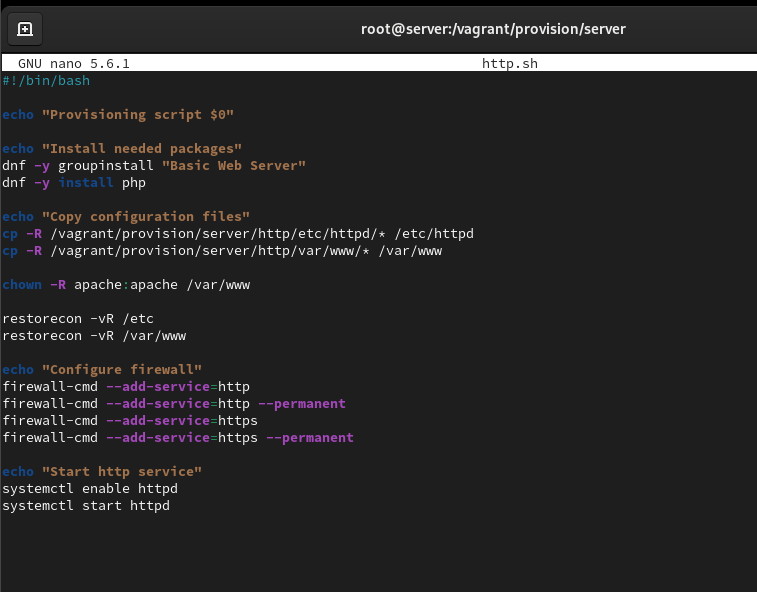 root@server:/vagrant/provision/server
GNU nano 5.6.1 http.sh
#!/bin/bash
echo "Provisioning script $0"
echo "Install needed packages"
dnf -y groupinstall "Basic Web Server"
dnf -y install php
echo "Copy configuration files"
cp -R /vagrant/provision/server/http/etc/httpd/* /etc/httpd
cp -R /vagrant/provision/server/http/var/www/* /var/www
chown -R apache:apache /var/www
restorecon -vR /etc
restorecon -vR /var/www
echo "Configure firewall"
firewall-cmd --add-service=http
firewall-cmd --add-service=http --permanent
firewall-cmd --add-service=https
firewall-cmd --add-service=https --permanent
echo "Start http service"
systemctl enable httpd
systemctl start httpd